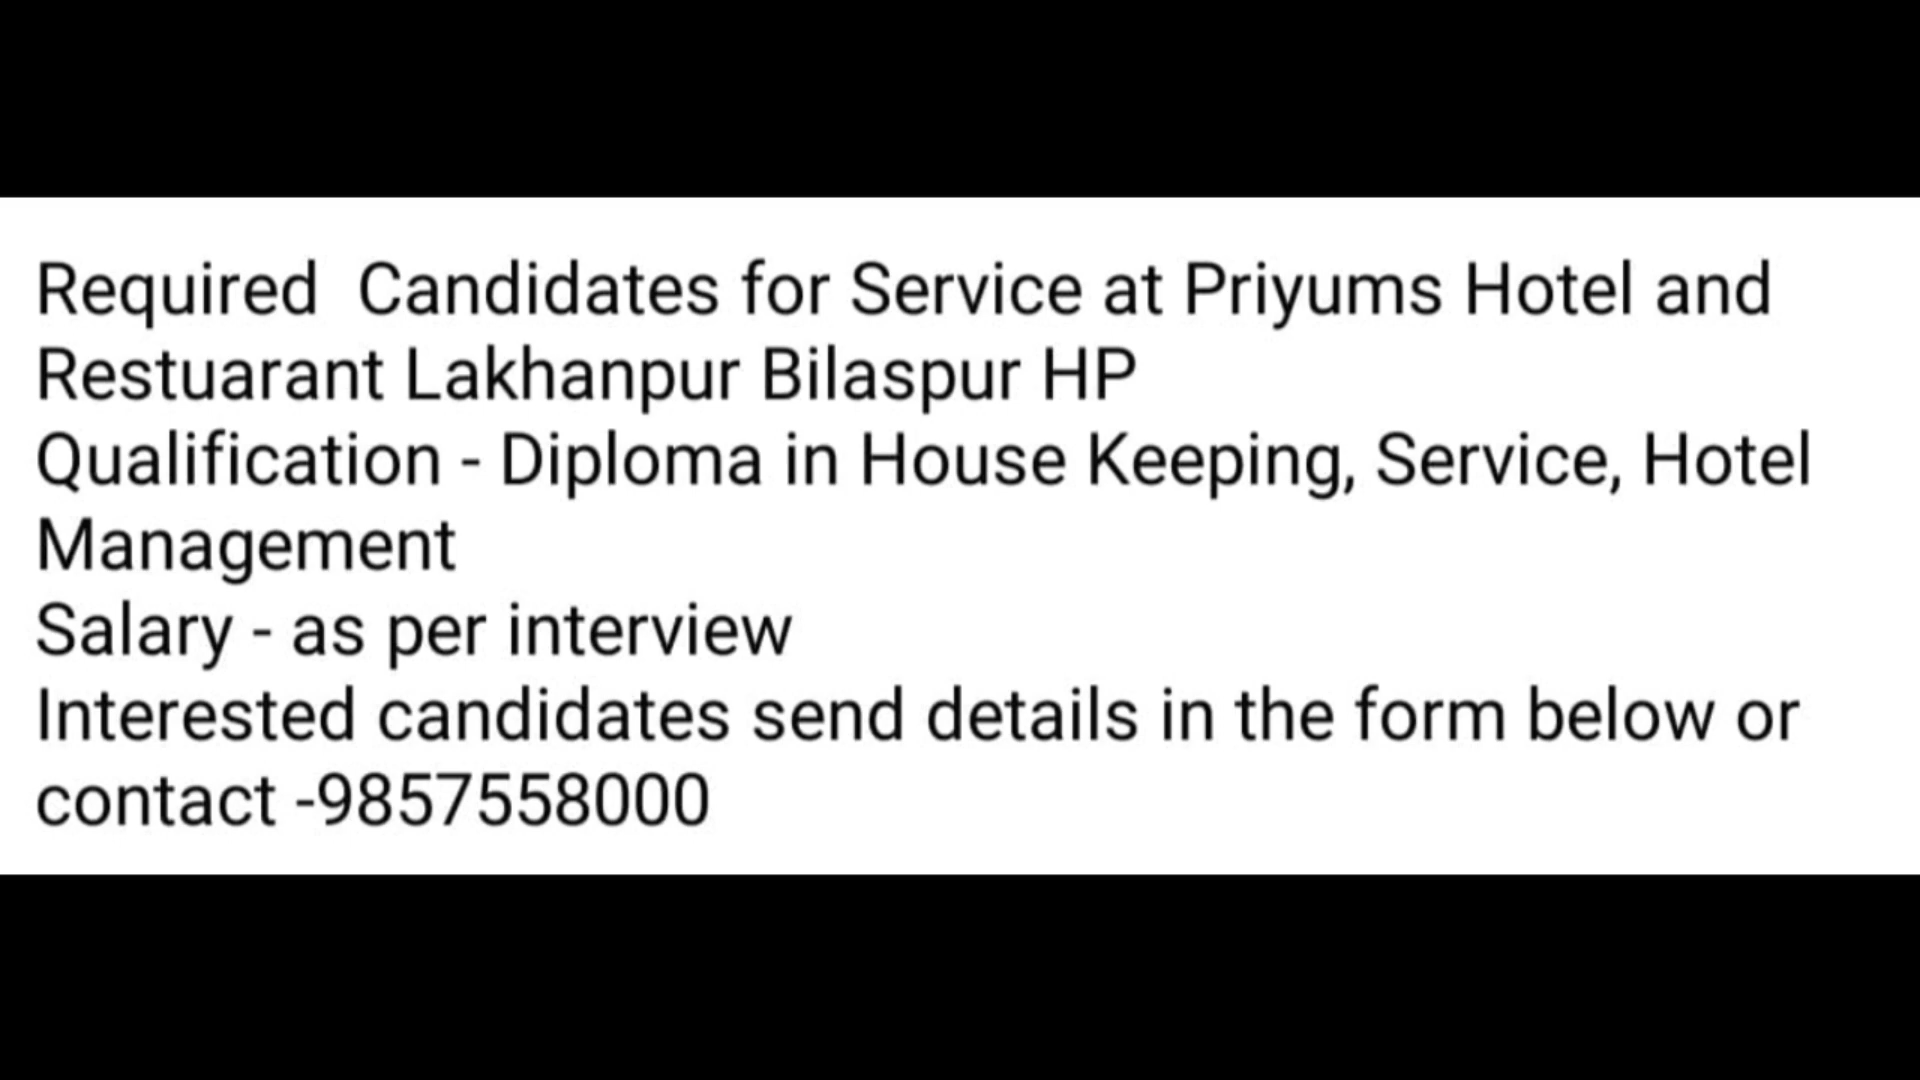 Required  Candidates for Service at Priyums Hotel and
Restuarant Lakhanpur Bilaspur HP
Qualification - Diploma in House Keeping, Service, Hotel
Management
Salary - as per interview
Interested candidates send details in the form below or
contact -9857558000